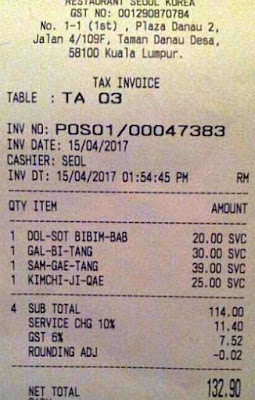 RESTAURANT SEOUL KOREA
GST NO: 001290870784
No. 1-1 (1st) , Plaza Danau 2,
Jalan 4/109F, Taman Danau Desa,
58100 Kuala Lumpur.
TAX INVOICE
TABLE : TA 03
INV NO: POS01/00047383
INV DATE: 15/04/2017
CASHIER: SEOL
INV DT: 15/04/2017 01:54:45 PM RM
QTY ITEM AMOUNT
1 DOL-SOT BIBIM-BAB 20.00 SVC
1 GAL-BI-TANG 30.00 SVC
1 SAM-GAE-TANG 39.00 SVC
1 KIMCHI-JI-QAE 25.00 SVC
4 SUB TOTAL 114.00
SERVICE CHG 10% 11.40
GST 6% 7.52
ROUNDING ADJ -0.02
NET TOTAL 132.90